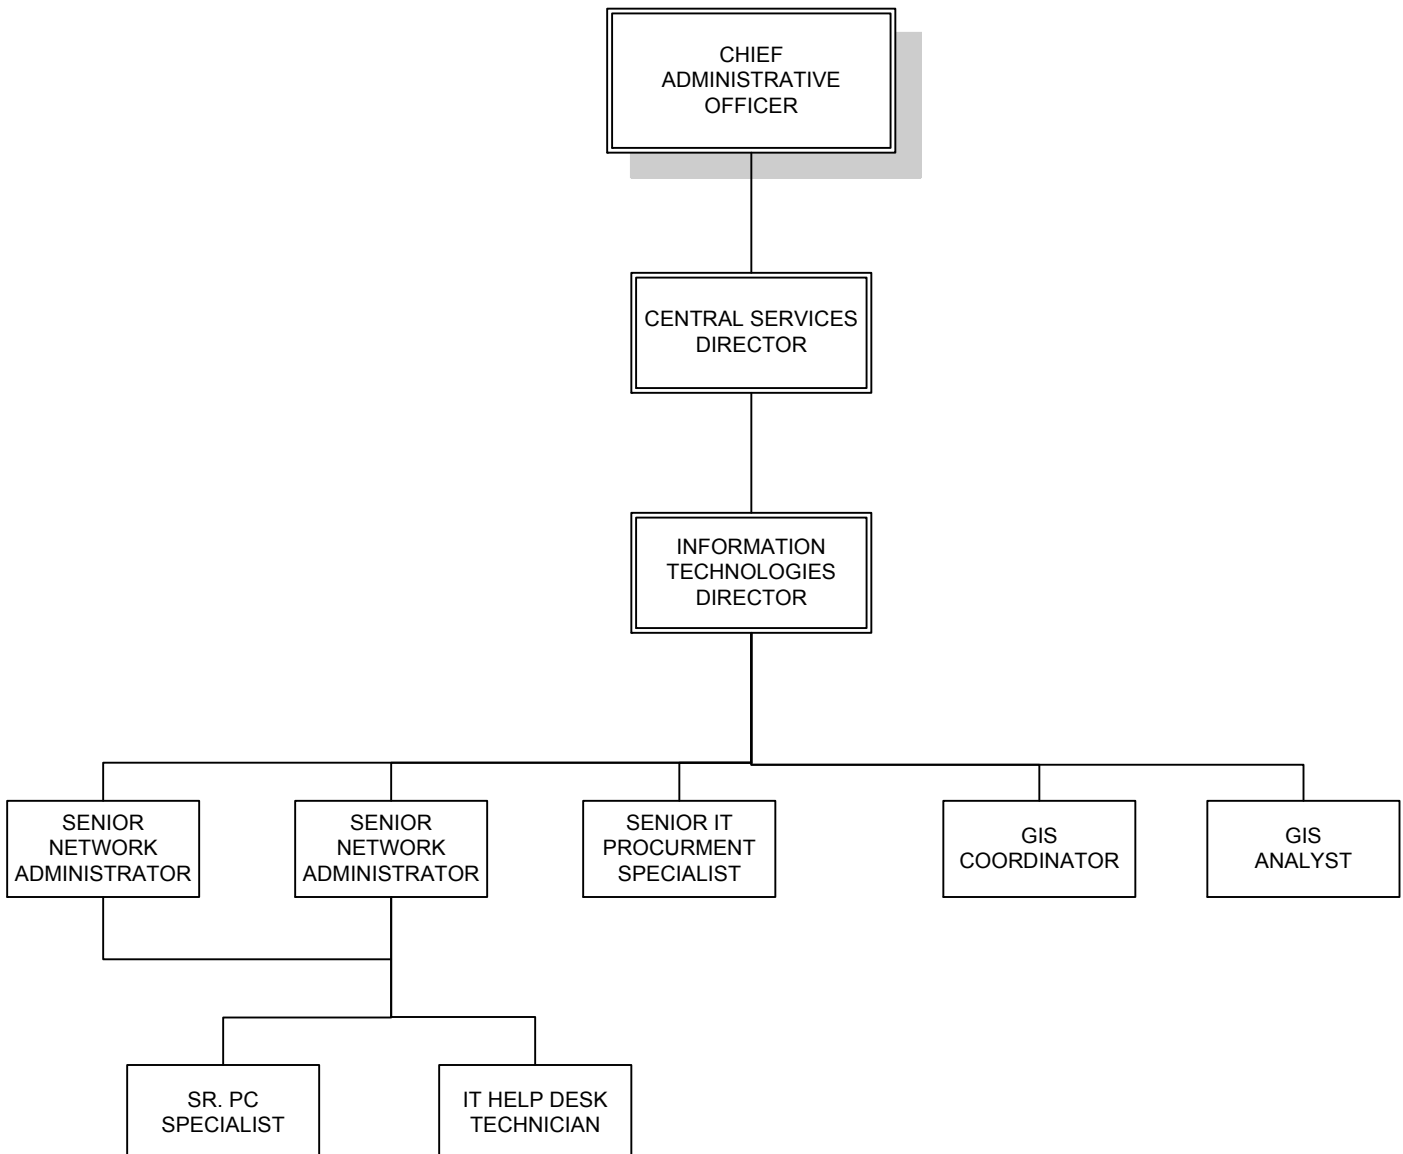 CHIEF
ADMINISTRATIVE
OFFICER
CENTRAL SERVICES
DIRECTOR
INFORMATION
TECHNOLOGIES
DIRECTOR
SENIOR
NETWORK
ADMINISTRATOR
SENIOR
NETWORK
ADMINISTRATOR
SENIOR IT
PROCURMENT
SPECIALIST
GIS
COORDINATOR
GIS
ANALYST
SR. PC
SPECIALIST
IT HELP DESK
TECHNICIAN